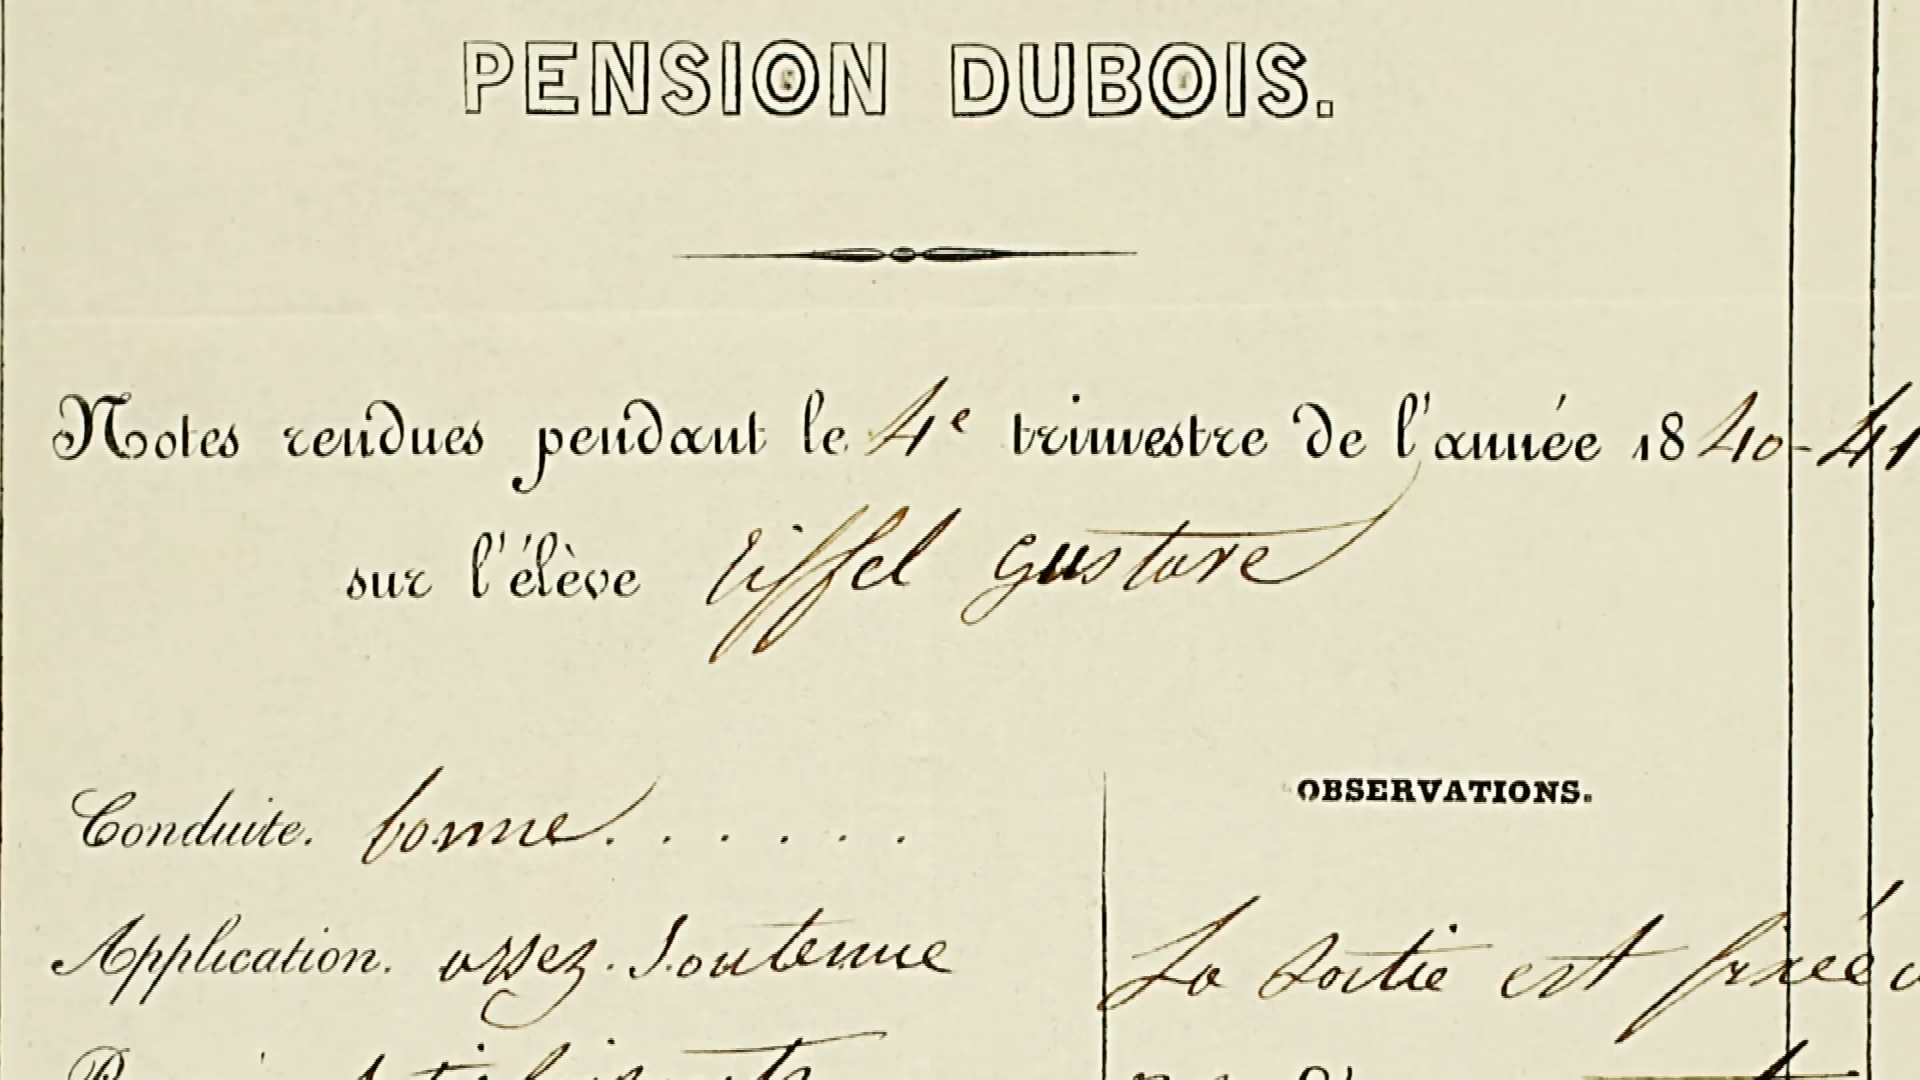 PENSION DUBOIS.
Notes rendues pendant le 4e trimestre de l'année 1840-41
sur l'élève Eiffel Gustave
OBSERVATIONS.
Conduite. bonne. . . . . .
Application. assez. Soutenue
La Sortie est fixée